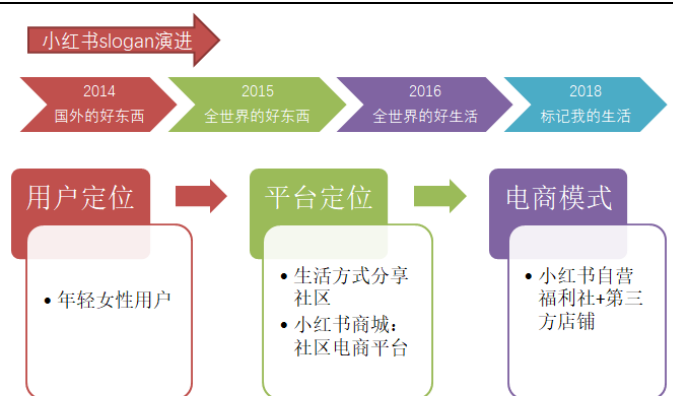 小红书slogan演进
2014
国外的好东西
2015
全世界的好东西
2016
全世界的好生活
2018
标记我的生活
用户定位
• 年轻女性用户
平台定位
• 生活方式分享
社区
• 小红书商城：
社区电商平台
电商模式
• 小红书自营
福利社+第三
方店铺